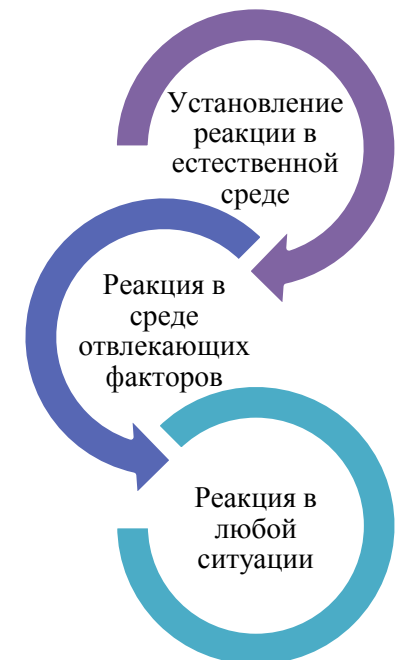 Установление
реакции в
естественной
среде
Реакция в
среде
отвлекающих
факторов
Реакция в
любой
ситуации